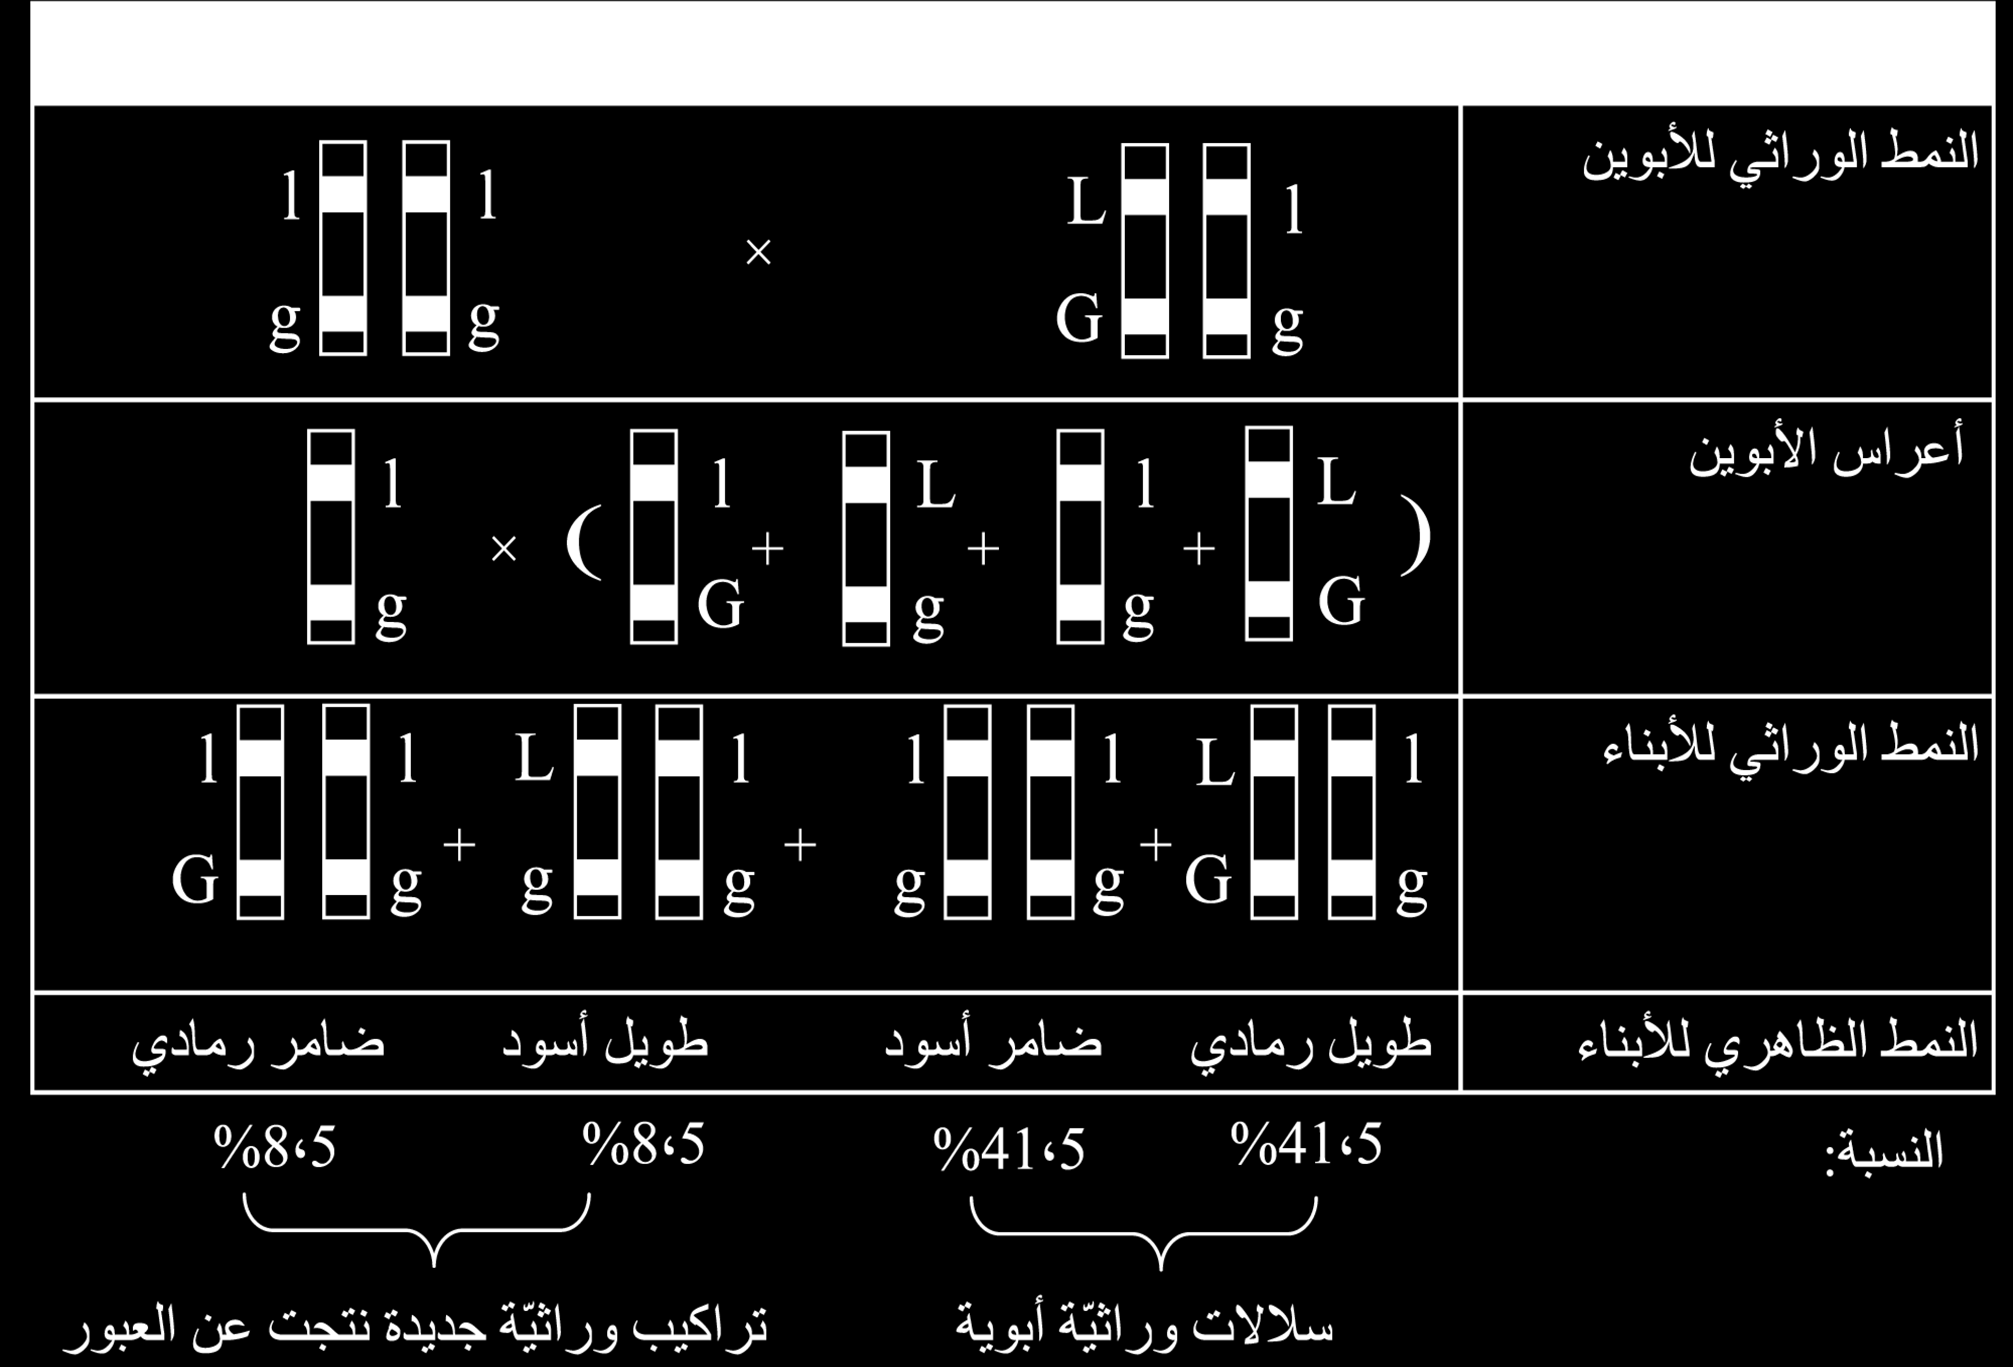 النمط الوراثي للأبوين
L l × l l
G g g g
أعراس الأبوين
( L + l + L + l ) × l
G g g G g
النمط الوراثي للأبناء
L l + l l + L l + l l
G g g g g g G g
النمط الظاهري للأبناء
طويل رمادي ضامر أسود طويل أسود ضامر رمادي
النسبة: %41،5 %41،5 %8،5 %8،5
سلالات وراثيّة أبوية
تراكيب وراثيّة جديدة نتجت عن العبور